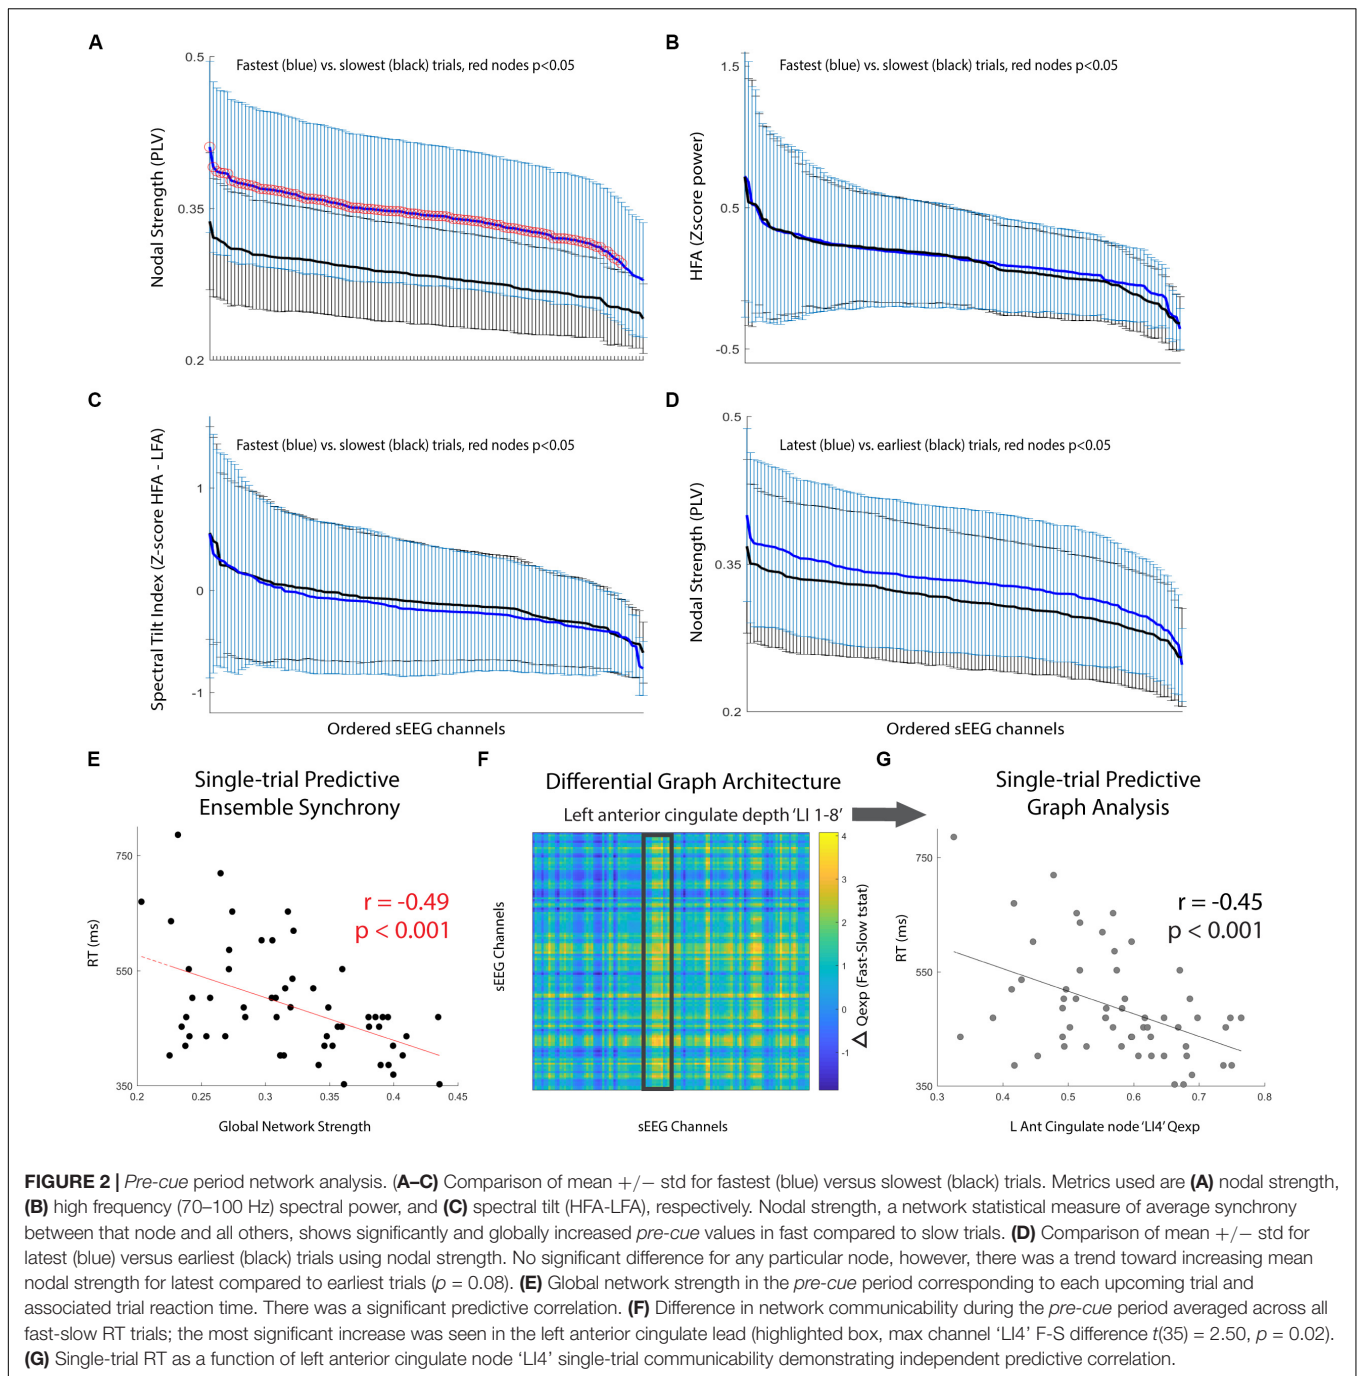 A
Fastest (blue) vs. slowest (black) trials, red nodes p<0.05
Nodal Strength (PLV)
0.5
0.35
0.2
B
Fastest (blue) vs. slowest (black) trials, red nodes p<0.05
HFA (Zscore power)
1.5
0.5
-0.5
C
Fastest (blue) vs. slowest (black) trials, red nodes p<0.05
Spectral Tilt Index (Z-score HFA - LFA)
1
0
-1
Ordered sEEG channels
D
Latest (blue) vs. earliest (black) trials, red nodes p<0.05
Nodal Strength (PLV)
0.5
0.35
0.2
Ordered sEEG channels
E
Single-trial Predictive
Ensemble Synchrony
r = -0.49
p < 0.001
RT (ms)
750
550
350
0.2
0.25
0.3
0.35
0.4
0.45
Global Network Strength
F
Differential Graph Architecture
Left anterior cingulate depth 'LI 1-8'
sEEG Channels
sEEG Channels
4
3
2
1
0
-1
Δ Qexp (Fast-Slow tstat)
G
Single-trial Predictive
Graph Analysis
r = -0.45
p < 0.001
RT (ms)
750
550
350
0.3
0.4
0.5
0.6
0.7
0.8
L Ant Cingulate node 'LI4' Qexp
FIGURE 2 | Pre-cue period network analysis. (A–C) Comparison of mean +/− std for fastest (blue) versus slowest (black) trials. Metrics used are (A) nodal strength,
(B) high frequency (70–100 Hz) spectral power, and (C) spectral tilt (HFA-LFA), respectively. Nodal strength, a network statistical measure of average synchrony
between that node and all others, shows significantly and globally increased pre-cue values in fast compared to slow trials. (D) Comparison of mean +/− std for
latest (blue) versus earliest (black) trials using nodal strength. No significant difference for any particular node, however, there was a trend toward increasing mean
nodal strength for latest compared to earliest trials (p = 0.08). (E) Global network strength in the pre-cue period corresponding to each upcoming trial and
associated trial reaction time. There was a significant predictive correlation. (F) Difference in network communicability during the pre-cue period averaged across all
fast-slow RT trials; the most significant increase was seen in the left anterior cingulate lead (highlighted box, max channel 'LI4' F-S difference t(35) = 2.50, p = 0.02).
(G) Single-trial RT as a function of left anterior cingulate node 'LI4' single-trial communicability demonstrating independent predictive correlation.